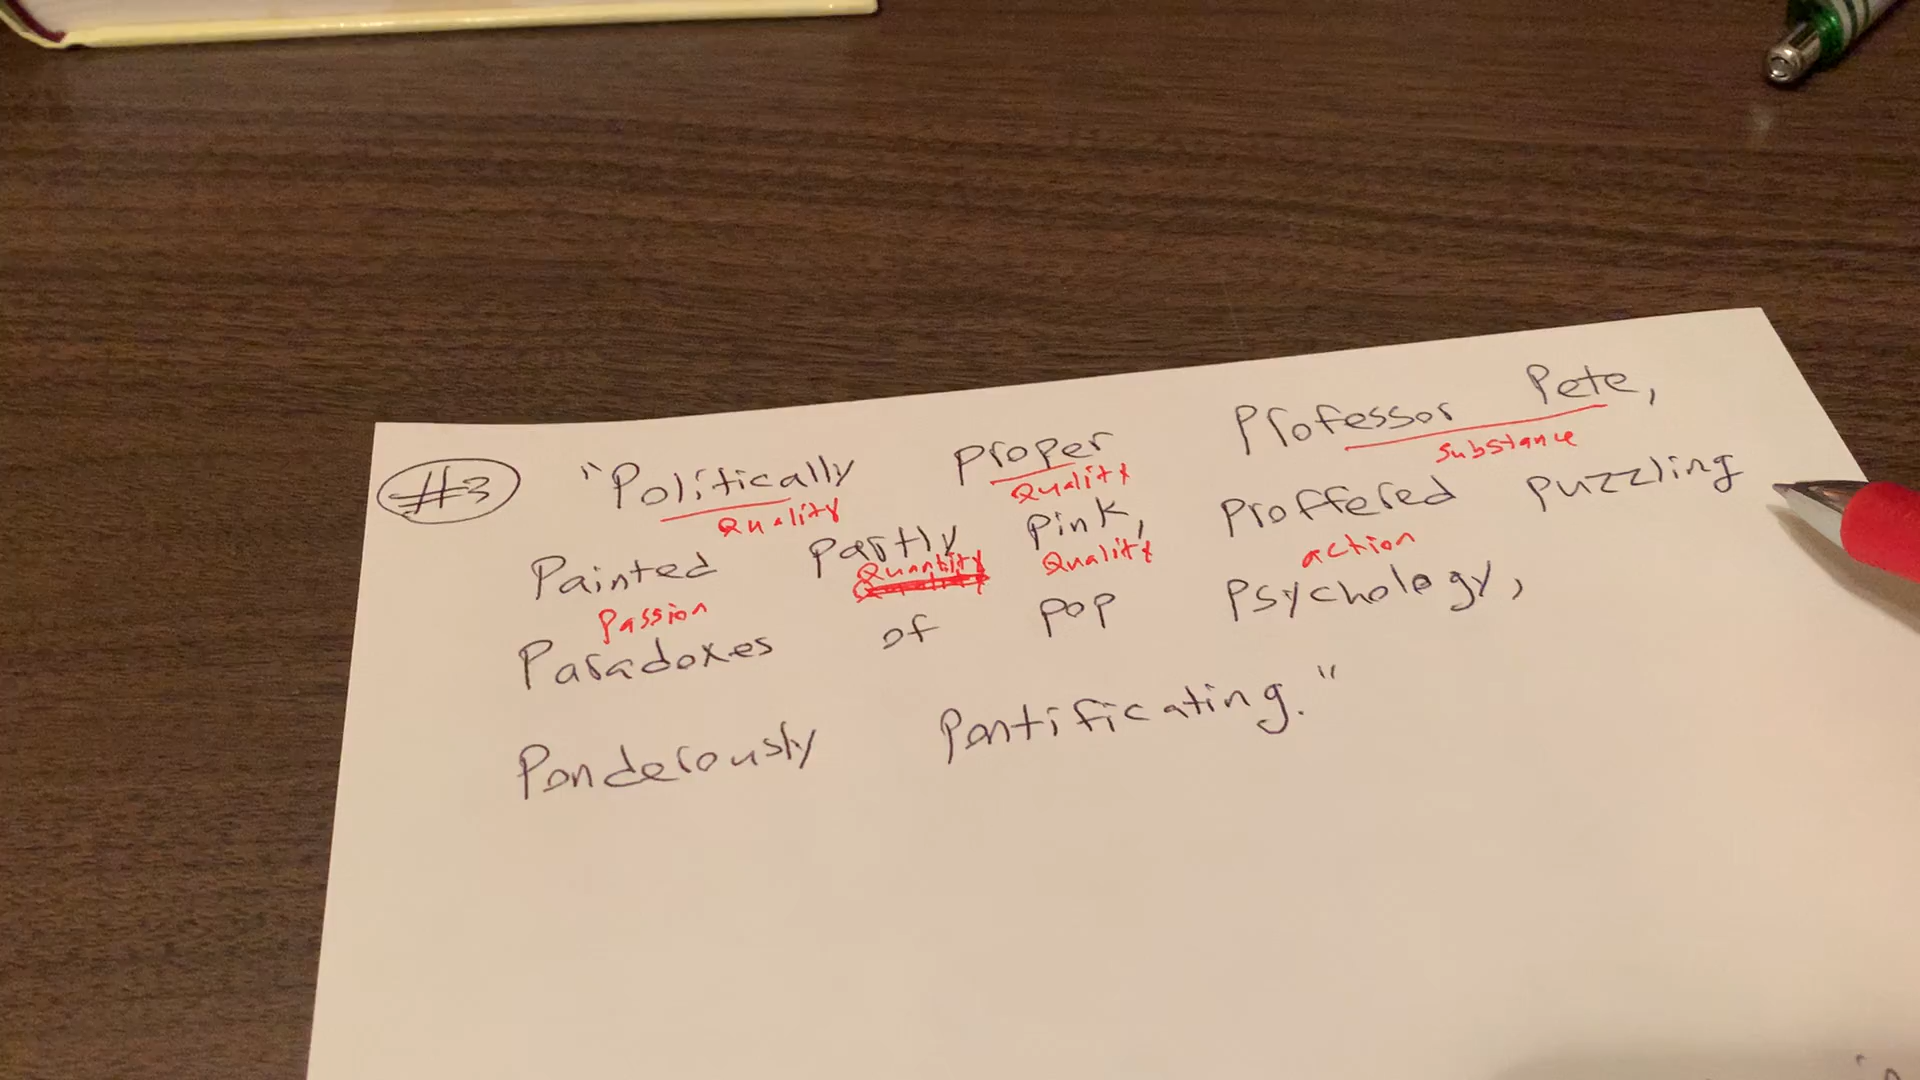 #3 "Politically Proper Professor Pete,
Quality Quality Substance
Painted Partly Pink, Proffered Puzzling
Passion Quantity Quality action
Paradoxes of Pop Psychology,
Ponderously Pontificating."